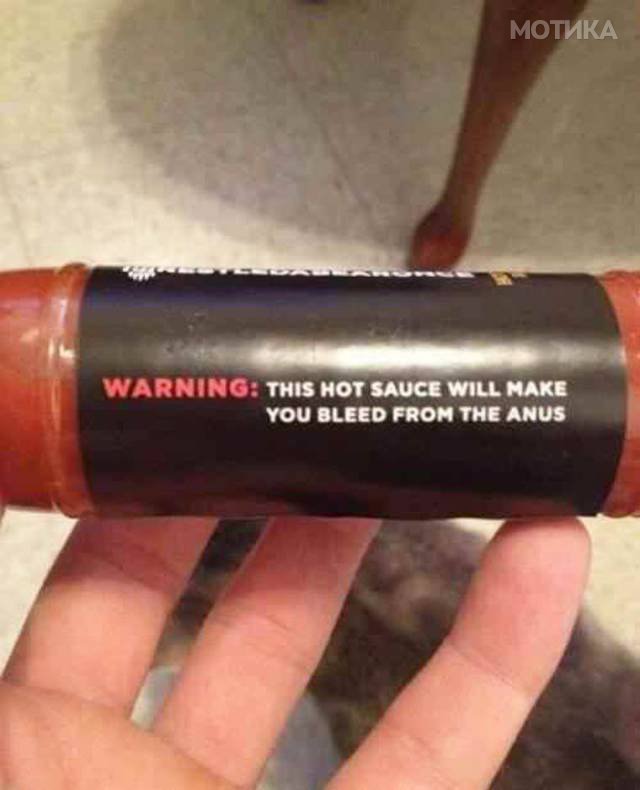 МОТИКА
WARNING: THIS HOT SAUCE WILL MAKE
YOU BLEED FROM THE ANUS